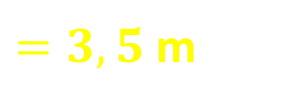 = 3, 5 m